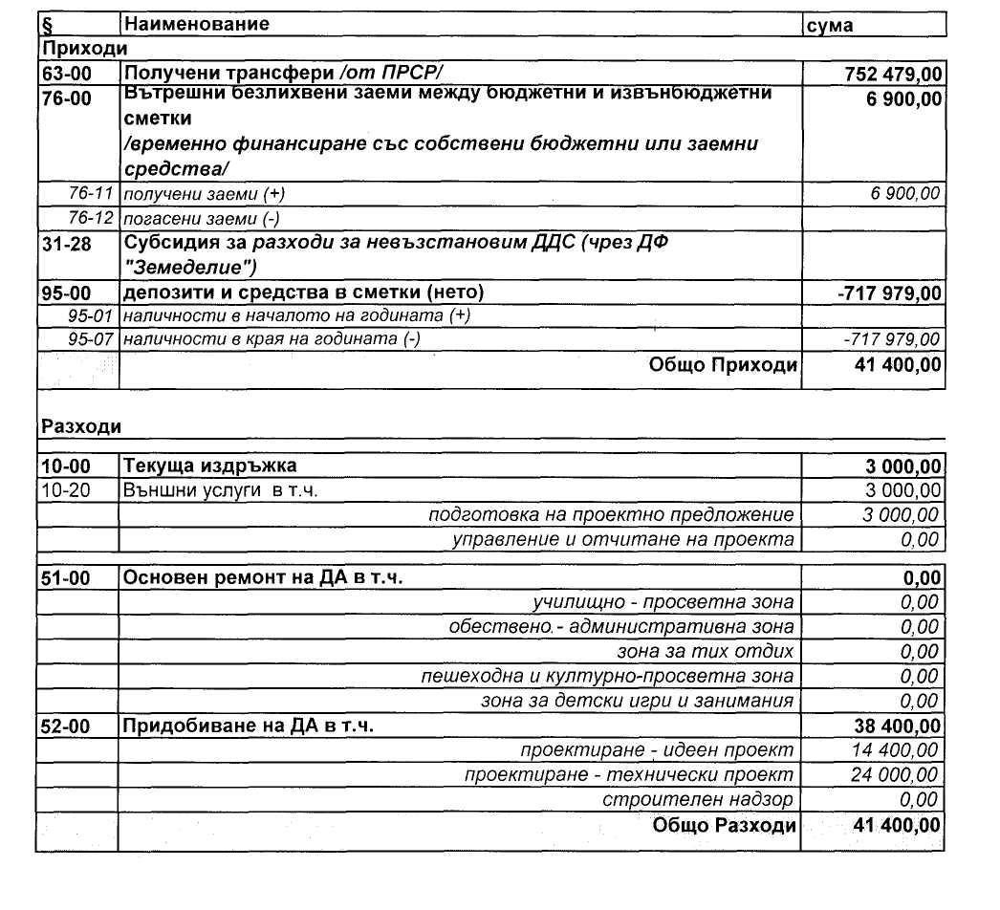 § Наименование сума
Приходи
63-00 Получени трансфери /от ПРСР/ 752 479,00
76-00 Вътрешни безлихвени заеми между бюджетни и извънбюджетни 6 900,00
сметки
/временно финансиране със собствени бюджетни или заемни
средства/
76-11 получени заеми (+) 6 900,00
76-12 погасени заеми (-)
31-28 Субсидия за разходи за невъзстановим ДДС (чрез ДФ
"Земеделие")
95-00 депозити и средства в сметки (нето) -717 979,00
95-01 наличности в началото на годината (+)
95-07 наличности в края на годината (-) -717 979,00
Общо Приходи 41 400,00
Разходи
10-00 Текуща издръжка 3 000,00
10-20 Външни услуги в т.ч. 3 000,00
подготовка на проектно предложение 3 000,00
управление и отчитане на проекта 0,00
51-00 Основен ремонт на ДА в т.ч. 0,00
училищно - просветна зона 0,00
обествено - административна зона 0,00
зона за тих отдих 0,00
пешеходна и културно-просветна зона 0,00
зона за детски игри и занимания 0,00
52-00 Придобиване на ДА в т.ч. 38 400,00
проектиране - идеен проект 14 400,00
проектиране - технически проект 24 000,00
строителен надзор 0,00
Общо Разходи 41 400,00